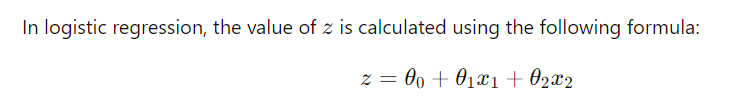 In logistic regression, the value of z is calculated using the following formula:
z = θ₀ + θ₁x₁ + θ₂x₂